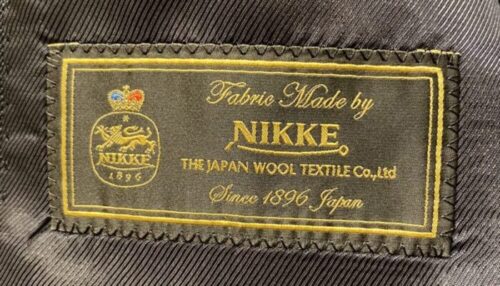 NIKKE
1896
Fabric Made by
NIKKE
THE JAPAN WOOL TEXTILE Co.,Ltd
Since 1896 Japan